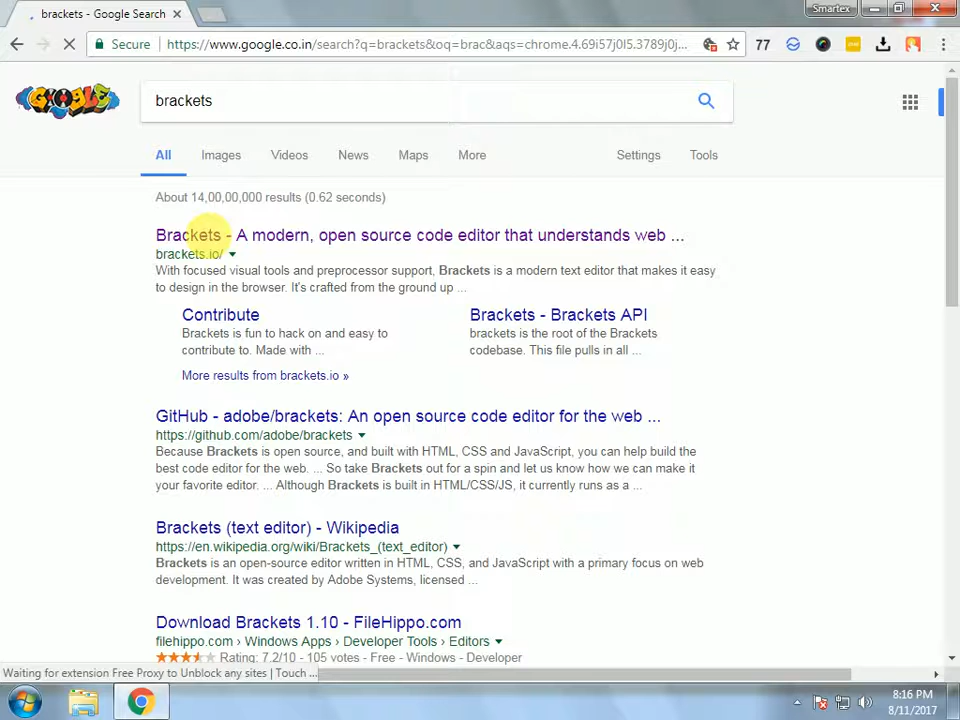 brackets - Google Search
Smartex
Secure
https://www.google.co.in/search?q=brackets&oq=brac&aqs=chrome.4.69i57j0l5.3789j0j...
77
brackets
All
Images
Videos
News
Maps
More
Settings
Tools
About 14,00,00,000 results (0.62 seconds)
Brackets - A modern, open source code editor that understands web ...
brackets.io/
With focused visual tools and preprocessor support, Brackets is a modern text editor that makes it easy
to design in the browser. It's crafted from the ground up ...
Contribute
Brackets is fun to hack on and easy to
contribute to. Made with ...
Brackets - Brackets API
brackets is the root of the Brackets
codebase. This file pulls in all ...
More results from brackets.io »
GitHub - adobe/brackets: An open source code editor for the web ...
https://github.com/adobe/brackets
Because Brackets is open source, and built with HTML, CSS and JavaScript, you can help build the
best code editor for the web. ... So take Brackets out for a spin and let us know how we can make it
your favorite editor. ... Although Brackets is built in HTML/CSS/JS, it currently runs as a ...
Brackets (text editor) - Wikipedia
https://en.wikipedia.org/wiki/Brackets_(text_editor)
Brackets is an open-source editor written in HTML, CSS, and JavaScript with a primary focus on web
development. It was created by Adobe Systems, licensed ...
Download Brackets 1.10 - FileHippo.com
filehippo.com › Windows Apps › Developer Tools › Editors
Rating: 7.2/10 - 105 votes - Free - Windows - Developer
Waiting for extension Free Proxy to Unblock any sites | Touch ...
8:16 PM
8/11/2017